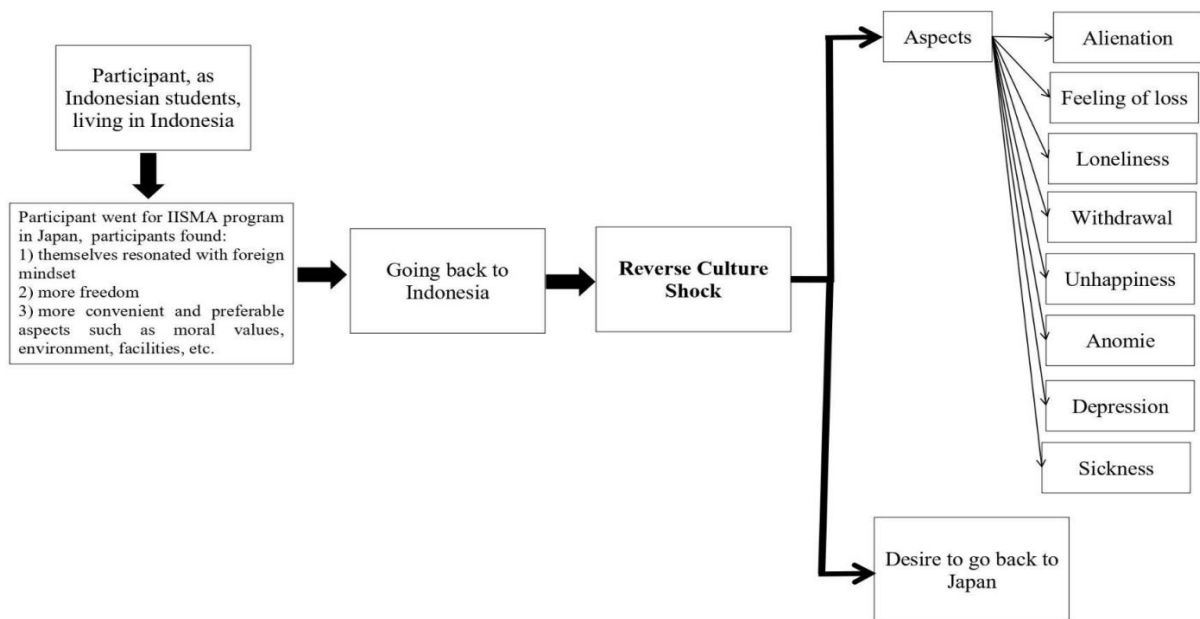 Participant, as
Indonesian students,
living in Indonesia
Participant went for IISMA program
in Japan, participants found:
1) themselves resonated with foreign
mindset
2) more freedom
3) more convenient and preferable
aspects such as moral values,
environment, facilities, etc.
Going back to
Indonesia
Reverse Culture
Shock
Aspects
Alienation
Feeling of loss
Loneliness
Withdrawal
Unhappiness
Anomie
Depression
Sickness
Desire to go back to
Japan